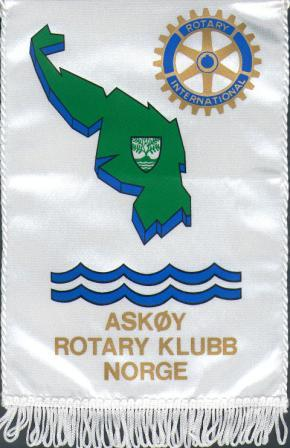 ROTARY
INTERNATIONAL
ASKØY
ROTARY KLUBB
NORGE